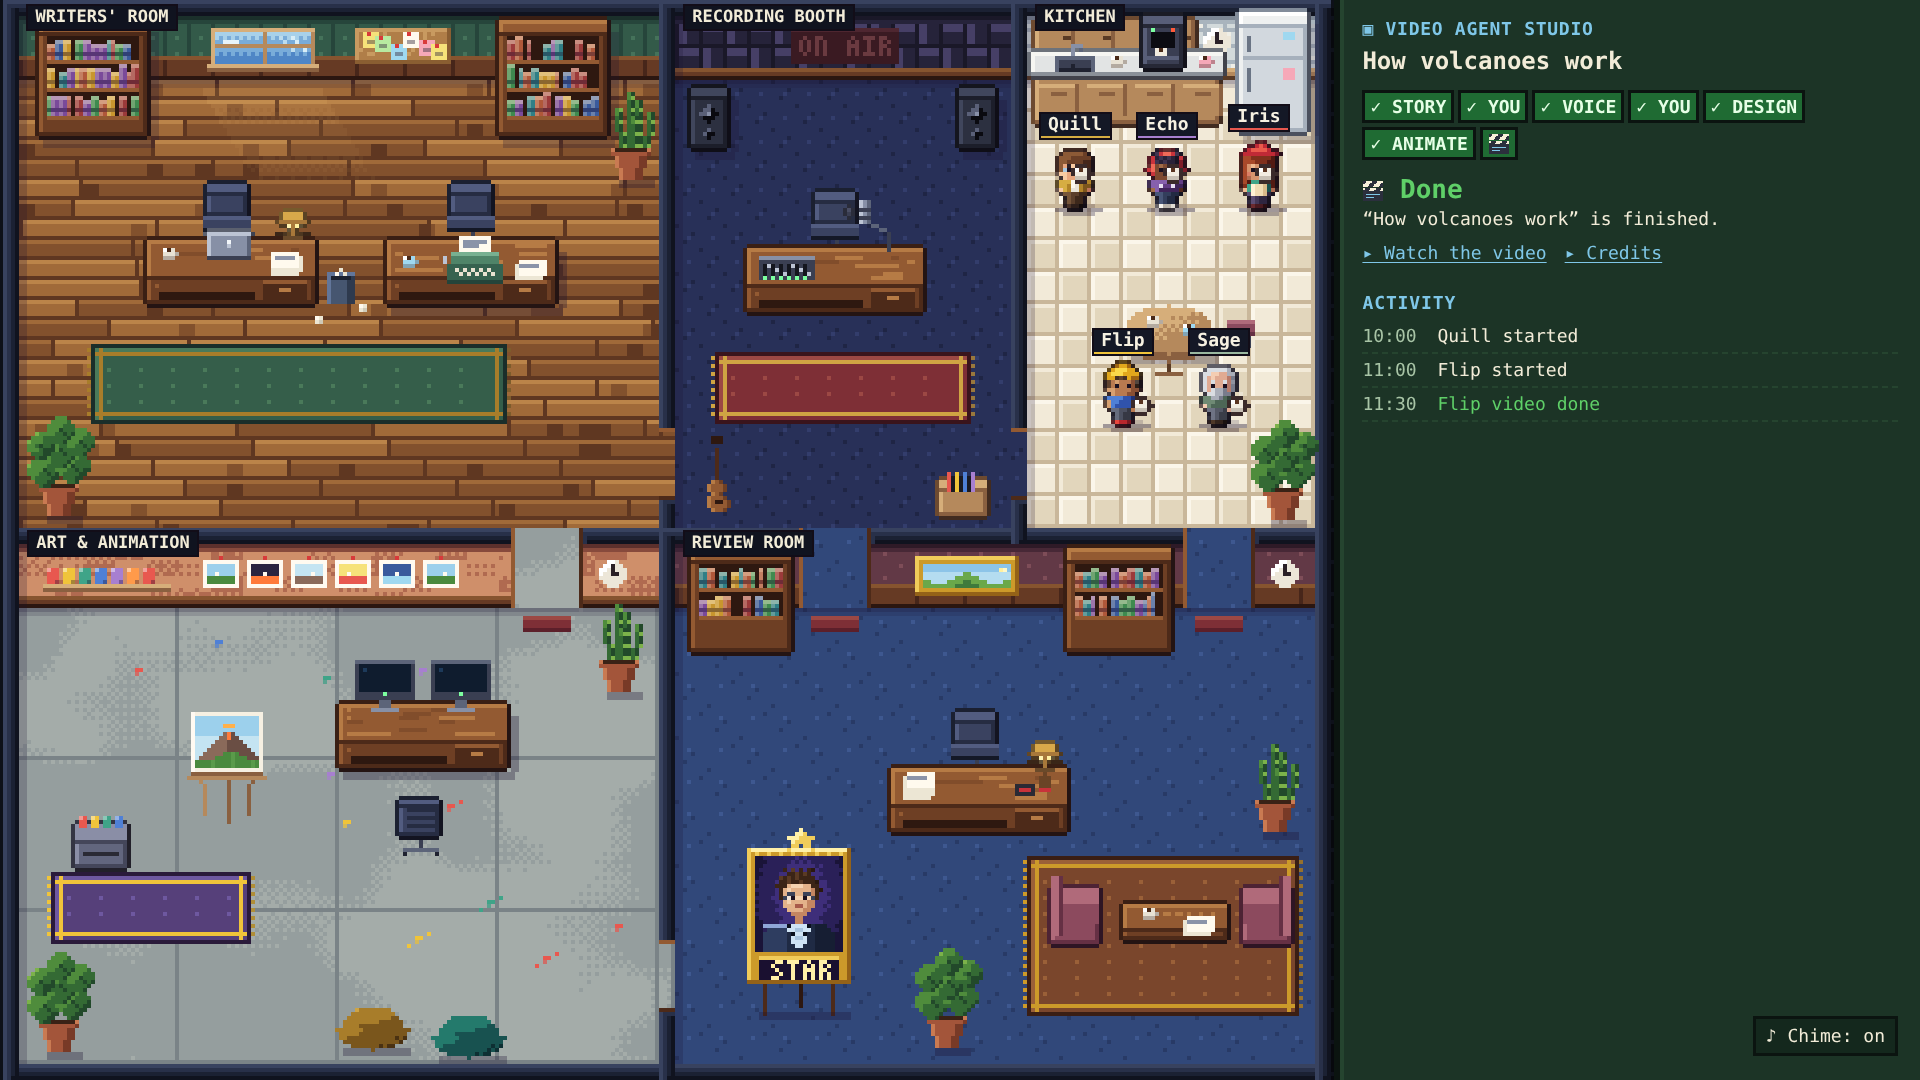 WRITERS' ROOM
RECORDING BOOTH
ON AIR
KITCHEN
Quill
Echo
Iris
Flip
Sage
ART & ANIMATION
REVIEW ROOM
STAR
▣ VIDEO AGENT STUDIO
How volcanoes work
✓ STORY ✓ YOU ✓ VOICE ✓ YOU ✓ DESIGN
✓ ANIMATE 🎬
🎬 Done
“How volcanoes work” is finished.
▸ Watch the video ▸ Credits
ACTIVITY
10:00 Quill started
11:00 Flip started
11:30 Flip video done
♪ Chime: on